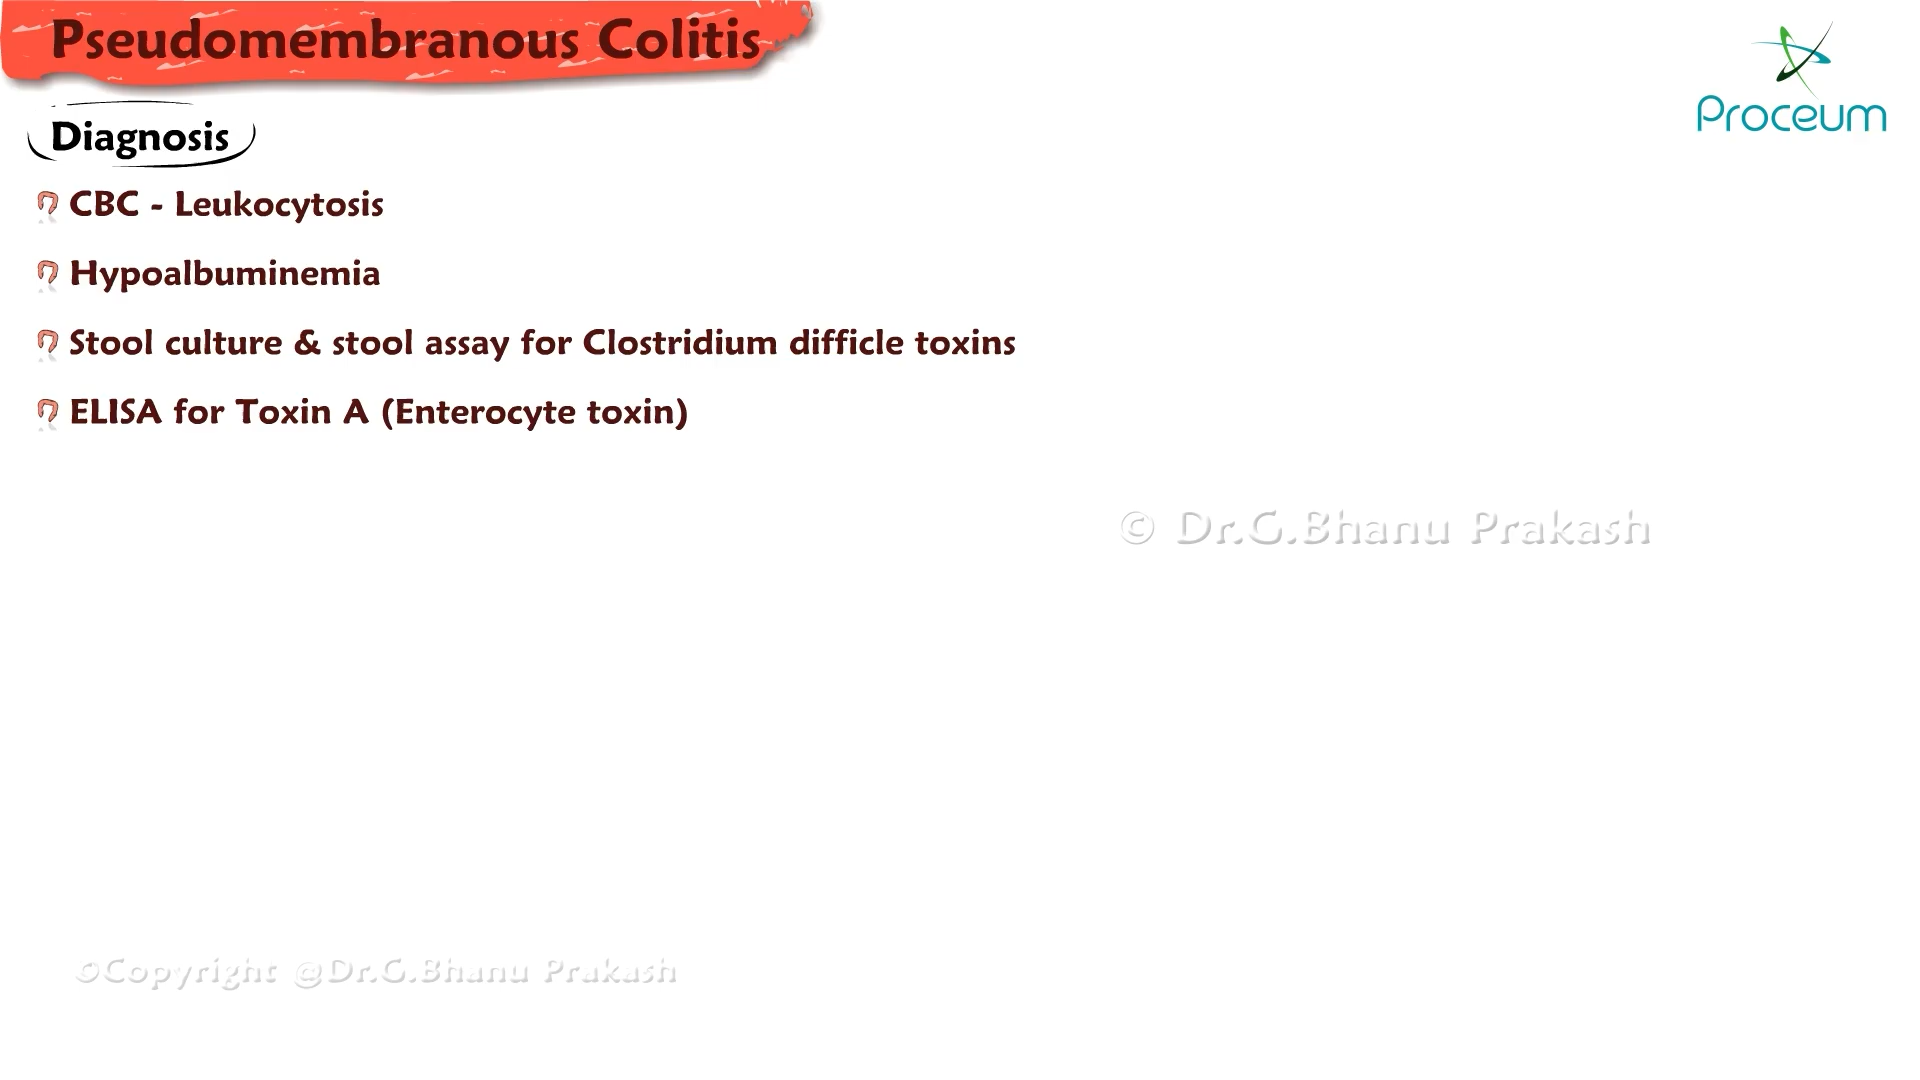 Pseudomembranous Colitis
Proceum
Diagnosis
CBC - Leukocytosis
Hypoalbuminemia
Stool culture & stool assay for Clostridium difficle toxins
ELISA for Toxin A (Enterocyte toxin)
© Dr.G.Bhanu Prakash
©Copyright @Dr.G.Bhanu Prakash